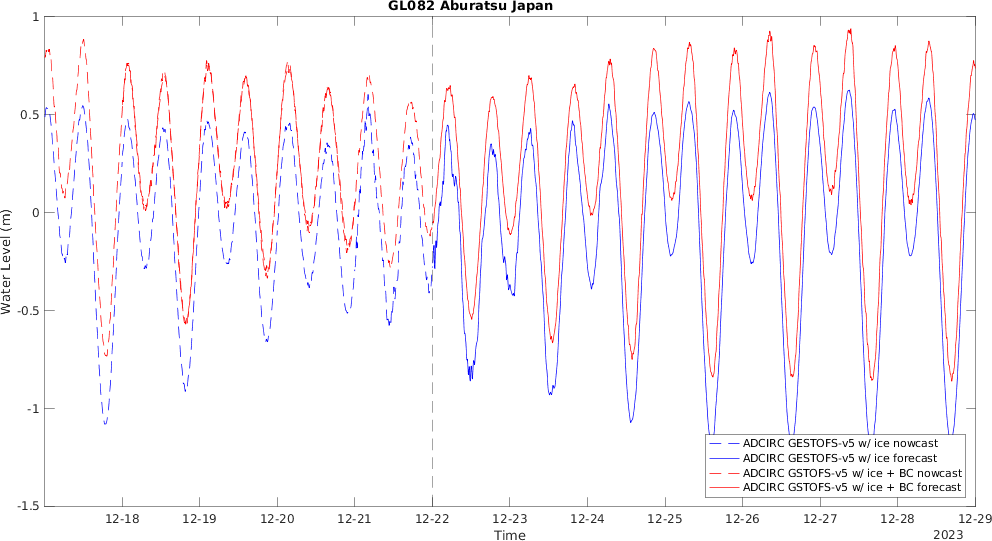 GL082 Aburatsu Japan
1
0.5
0
-0.5
-1
-1.5
Water Level (m)
ADCIRC GESTOFS-v5 w/ ice nowcast
ADCIRC GESTOFS-v5 w/ ice forecast
ADCIRC GSTOFS-v5 w/ ice + BC nowcast
ADCIRC GSTOFS-v5 w/ ice + BC forecast
12-18 12-19 12-20 12-21 12-22 12-23 12-24 12-25 12-26 12-27 12-28 12-29
Time
2023